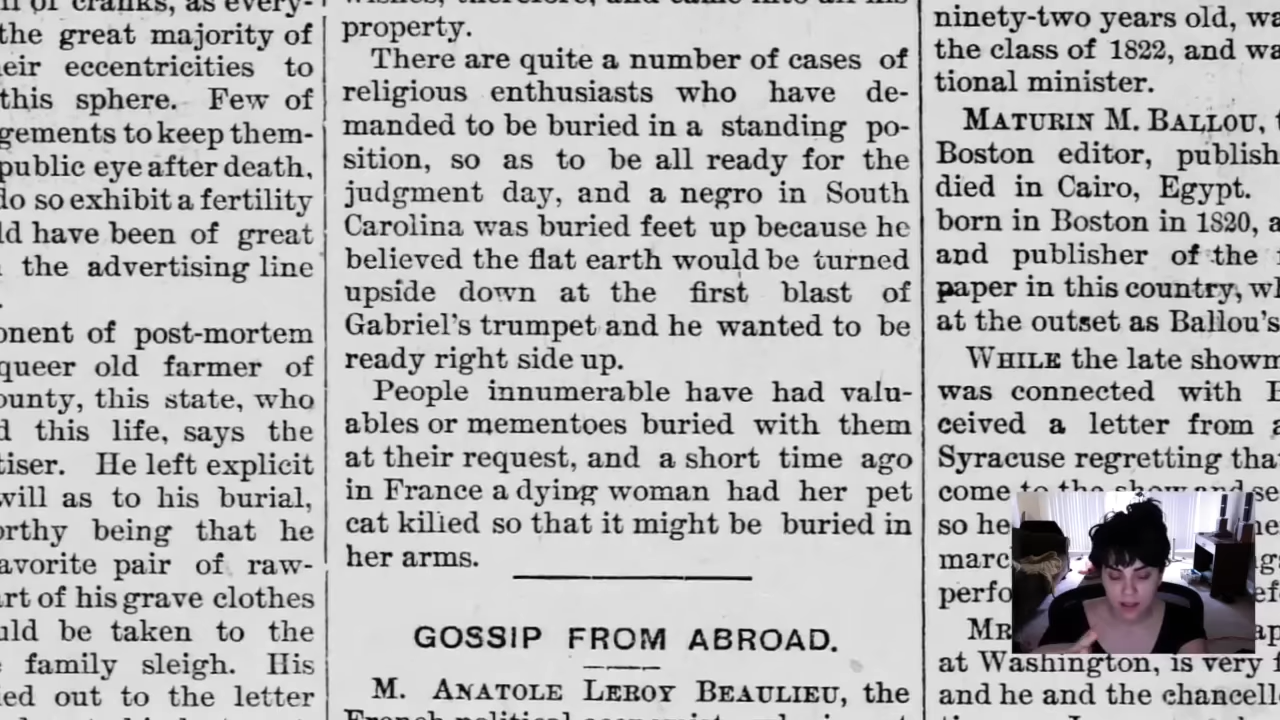 n of cranks, as every-
the great majority of
eir eccentricities to
this sphere. Few of
gements to keep them-
public eye after death,
do so exhibit a fertility
ld have been of great
the advertising line
onent of post-mortem
queer old farmer of
ounty, this state, who
d this life, says the
tiser. He left explicit
will as to his burial,
orthy being that he
avorite pair of raw-
art of his grave clothes
uld be taken to the
family sleigh. His
ied out to the letter
wishes, therefore, and came into all his
property.
There are quite a number of cases of
religious enthusiasts who have de-
manded to be buried in a standing po-
sition, so as to be all ready for the
judgment day, and a negro in South
Carolina was buried feet up because he
believed the flat earth would be turned
upside down at the first blast of
Gabriel's trumpet and he wanted to be
ready right side up.
People innumerable have had valu-
ables or mementoes buried with them
at their request, and a short time ago
in France a dying woman had her pet
cat killed so that it might be buried in
her arms.
GOSSIP FROM ABROAD.
M. ANATOLE LEROY BEAULIEU, the
French political economist
ninety-two years old, wa
the class of 1822, and wa
tional minister.
MATURIN M. BALLOU, t
Boston editor, publish
died in Cairo, Egypt.
born in Boston in 1820, a
and publisher of the
paper in this country, wh
at the outset as Ballou's
WHILE the late showm
was connected with
ceived a letter from a
Syracuse regretting tha
come to the show and se
so he
marc
perfo
MR
at Washington, is very f
and he and the chancell